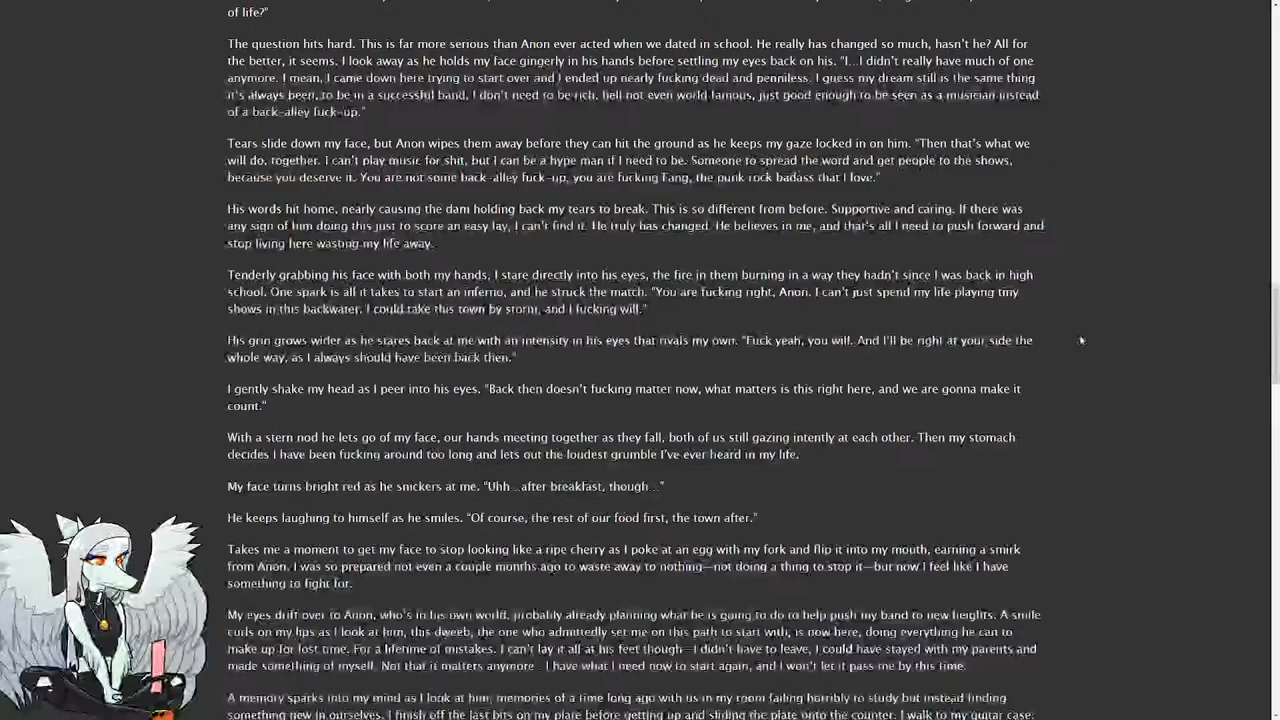 of life?"
The question hits hard. This is far more serious than Anon ever acted when we dated in school. He really has changed so much, hasn't he? All for
the better, it seems. I look away as he holds my face gingerly in his hands before settling my eyes back on his. "I...I didn't really have much of one
anymore. I mean, I came down here trying to start over and I ended up nearly fucking dead and penniless. I guess my dream still is the same thing
it's always been, to be in a successful band. I don't need to be rich, hell not even world famous, just good enough to be seen as a musician instead
of a back-alley fuck-up."
Tears slide down my face, but Anon wipes them away before they can hit the ground as he keeps my gaze locked in on him. "Then that's what we
will do, together. I can't play music for shit, but I can be a hype man if I need to be. Someone to spread the word and get people to the shows,
because you deserve it. You are not some back-alley fuck-up, you are fucking Fang, the punk rock badass that I love."
His words hit home, nearly causing the dam holding back my tears to break. This is so different from before. Supportive and caring. If there was
any sign of him doing this just to score an easy lay, I can't find it. He truly has changed. He believes in me, and that's all I need to push forward and
stop living here wasting my life away.
Tenderly grabbing his face with both my hands, I stare directly into his eyes, the fire in them burning in a way they hadn't since I was back in high
school. One spark is all it takes to start an inferno, and he struck the match. "You are fucking right, Anon. I can't just spend my life playing tiny
shows in this backwater. I could take this town by storm, and I fucking will."
His grin grows wider as he stares back at me with an intensity in his eyes that rivals my own. "Fuck yeah, you will. And I'll be right at your side the
whole way, as I always should have been back then."
I gently shake my head as I peer into his eyes. "Back then doesn't fucking matter now, what matters is this right here, and we are gonna make it
count."
With a stern nod he lets go of my face, our hands meeting together as they fall, both of us still gazing intently at each other. Then my stomach
decides I have been fucking around too long and lets out the loudest grumble I've ever heard in my life.
My face turns bright red as he snickers at me. "Uhh...after breakfast, though..."
He keeps laughing to himself as he smiles. "Of course, the rest of our food first, the town after."
Takes me a moment to get my face to stop looking like a ripe cherry as I poke at an egg with my fork and flip it into my mouth, earning a smirk
from Anon. I was so prepared not even a couple months ago to waste away to nothing—not doing a thing to stop it—but now I feel like I have
something to fight for.
My eyes drift over to Anon, who's in his own world, probably already planning what he is going to do to help push my band to new heights. A smile
curls on my lips as I look at him, this dweeb, the one who admittedly set me on this path to start with, is now here, doing everything he can to
make up for lost time. For a lifetime of mistakes. I can't lay it all at his feet though—I didn't have to leave, I could have stayed with my parents and
made something of myself. Not that it matters anymore...I have what I need now to start again, and I won't let it pass me by this time.
A memory sparks into my mind as I look at him, memories of a time long ago with us in my room failing horribly to study but instead finding
something new in ourselves. I finish off the last bits on my plate before getting up and sliding the plate onto the counter. I walk to my guitar case,